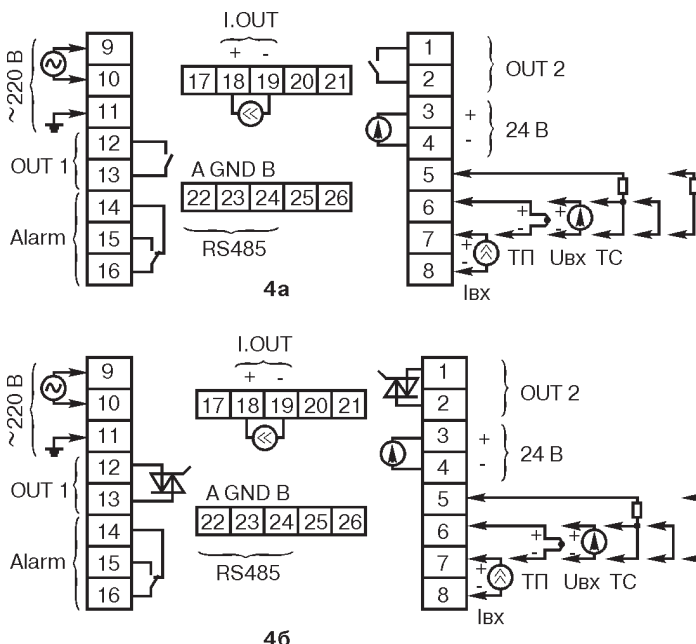 I.OUT
+ -
17 18 19 20 21
~220 В
9
10
11
12
13
14
15
16
OUT 1
Alarm
A GND B
22 23 24 25 26
RS485
4а
1
2
3
4
5
6
7
8
OUT 2
+
-
24 В
+
-
+
-
+
-
ТП Uвх ТС
Iвх
I.OUT
+ -
17 18 19 20 21
~220 В
9
10
11
12
13
14
15
16
OUT 1
Alarm
A GND B
22 23 24 25 26
RS485
4б
1
2
3
4
5
6
7
8
OUT 2
+
-
24 В
+
-
+
-
+
-
ТП Uвх ТС
Iвх